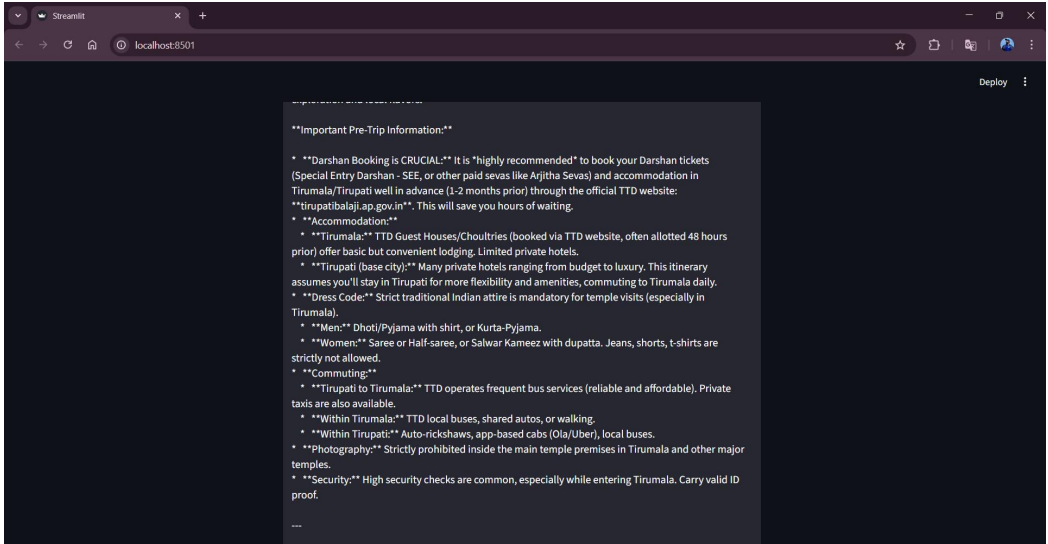 Streamlit
localhost:8501
Deploy
**Important Pre-Trip Information:**
* **Darshan Booking is CRUCIAL:** It is *highly recommended* to book your Darshan tickets
(Special Entry Darshan - SEE, or other paid sevas like Arjitha Sevas) and accommodation in
Tirumala/Tirupati well in advance (1-2 months prior) through the official TTD website:
**tirupatibalaji.ap.gov.in**. This will save you hours of waiting.
* **Accommodation:**
* **Tirumala:** TTD Guest Houses/Choultries (booked via TTD website, often allotted 48 hours
prior) offer basic but convenient lodging. Limited private hotels.
* **Tirupati (base city):** Many private hotels ranging from budget to luxury. This itinerary
assumes you'll stay in Tirupati for more flexibility and amenities, commuting to Tirumala daily.
* **Dress Code:** Strict traditional Indian attire is mandatory for temple visits (especially in
Tirumala).
* **Men:** Dhoti/Pyjama with shirt, or Kurta-Pyjama.
* **Women:** Saree or Half-saree, or Salwar Kameez with dupatta. Jeans, shorts, t-shirts are
strictly not allowed.
* **Commuting:**
* **Tirupati to Tirumala:** TTD operates frequent bus services (reliable and affordable). Private
taxis are also available.
* **Within Tirumala:** TTD local buses, shared autos, or walking.
* **Within Tirupati:** Auto-rickshaws, app-based cabs (Ola/Uber), local buses.
* **Photography:** Strictly prohibited inside the main temple premises in Tirumala and other major
temples.
* **Security:** High security checks are common, especially while entering Tirumala. Carry valid ID
proof.
---